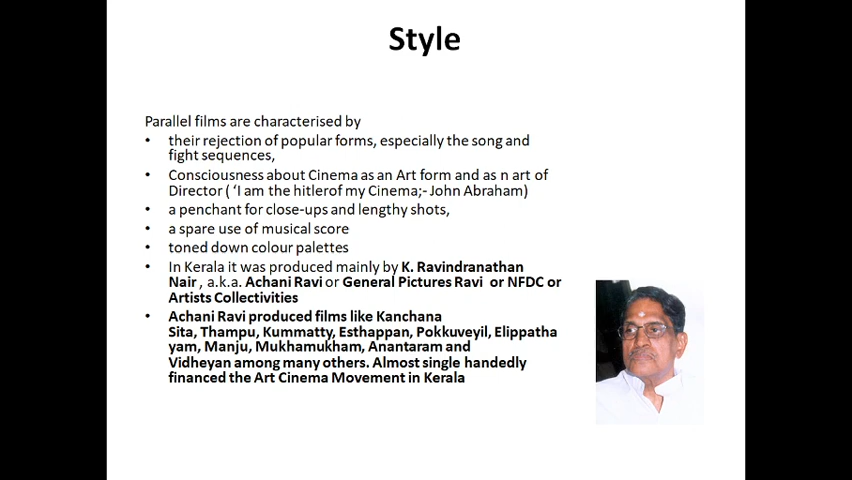 Style
Parallel films are characterised by
• their rejection of popular forms, especially the song and
fight sequences,
• Consciousness about Cinema as an Art form and as n art of
Director ( ‘I am the hitlerof my Cinema;- John Abraham)
• a penchant for close-ups and lengthy shots,
• a spare use of musical score
• toned down colour palettes
• In Kerala it was produced mainly by K. Ravindranathan
Nair , a.k.a. Achani Ravi or General Pictures Ravi or NFDC or
Artists Collectivities
• Achani Ravi produced films like Kanchana
Sita, Thampu, Kummatty, Esthappan, Pokkuveyil, Elippatha
yam, Manju, Mukhamukham, Anantaram and
Vidheyan among many others. Almost single handedly
financed the Art Cinema Movement in Kerala